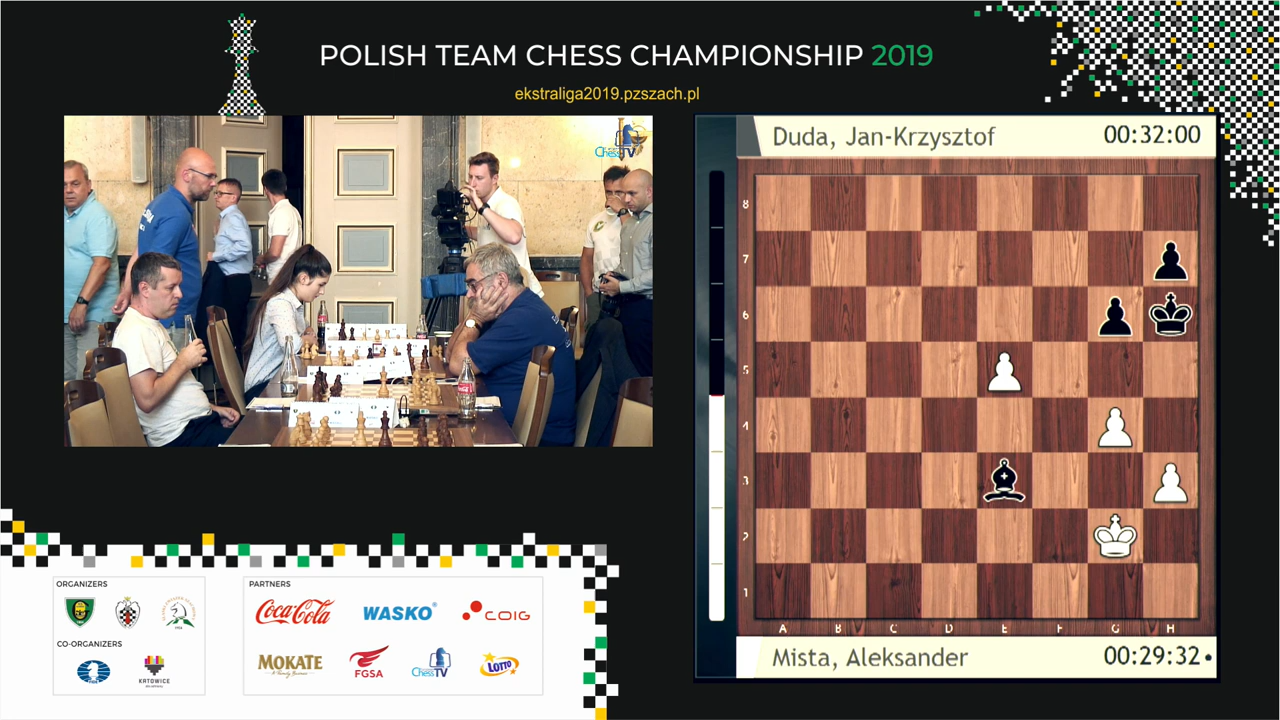 POLISH TEAM CHESS CHAMPIONSHIP 2019
ekstraliga2019.pzszach.pl
ChessTV
Duda, Jan-Krzysztof 00:32:00
8
7
6
5
4
3
2
1
A B C D E F G H
Mista, Aleksander 00:29:32
ORGANIZERS
CO-ORGANIZERS
KATOWICE
PARTNERS
Coca-Cola
WASKO
COIG
MOKATE
FGSA
ChessTV
LOTTO